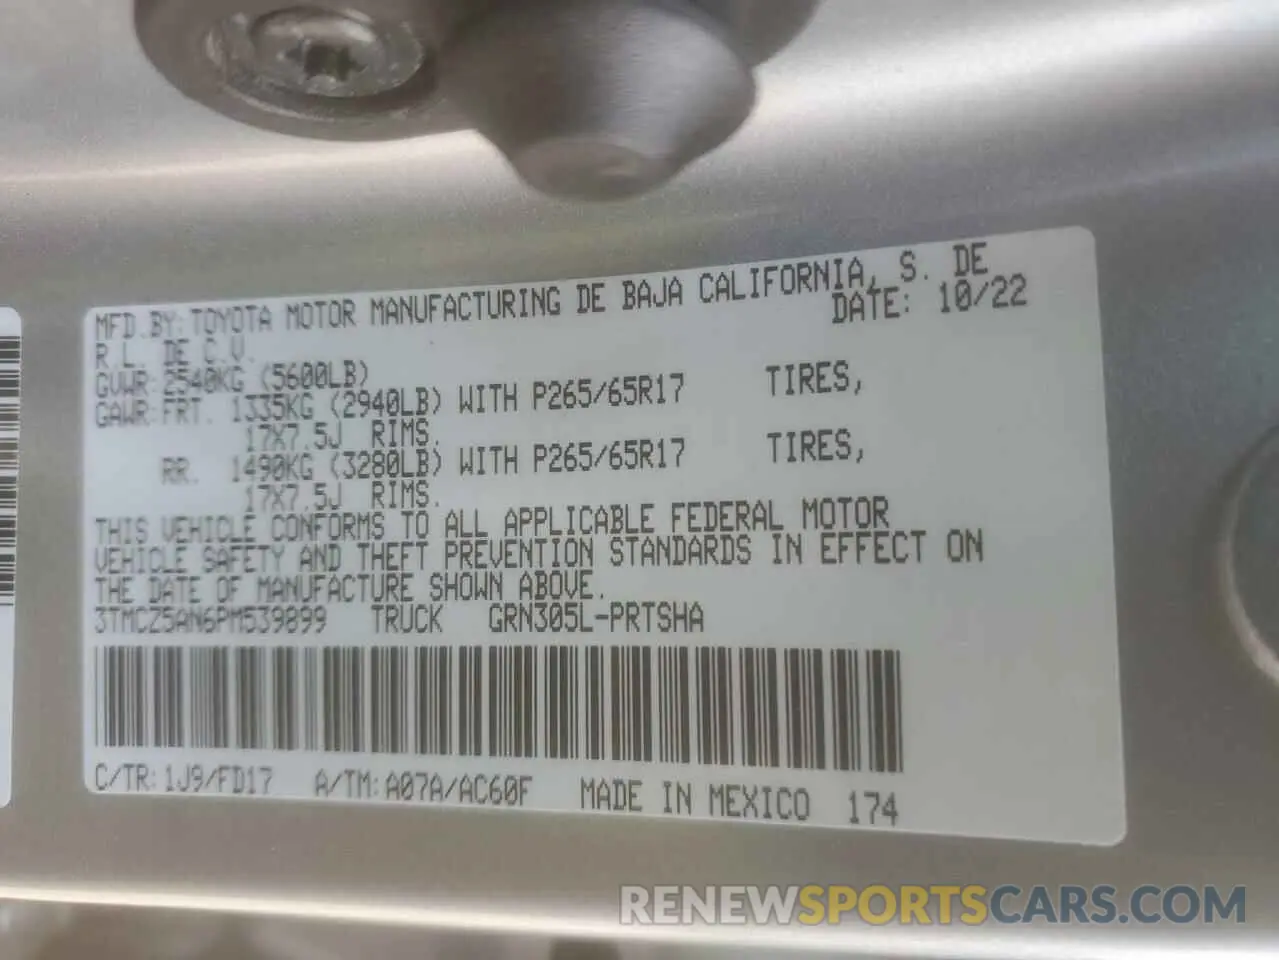 MFD.BY:TOYOTA MOTOR MANUFACTURING DE BAJA CALIFORNIA, S. DE
R.L. DE C.V. DATE: 10/22
GVWR:2540KG (5600LB)
GAWR:FRT. 1335KG (2940LB) WITH P265/65R17 TIRES,
17X7.5J RIMS.
RR. 1490KG (3280LB) WITH P265/65R17 TIRES,
17X7.5J RIMS.
THIS VEHICLE CONFORMS TO ALL APPLICABLE FEDERAL MOTOR
VEHICLE SAFETY AND THEFT PREVENTION STANDARDS IN EFFECT ON
THE DATE OF MANUFACTURE SHOWN ABOVE.
3TMCZ5AN6PM539899 TRUCK GRN305L-PRTSHA
C/TR:1J9/FD17 A/TM:A07A/AC60F MADE IN MEXICO 174
RENEWSPORTSCARS.COM